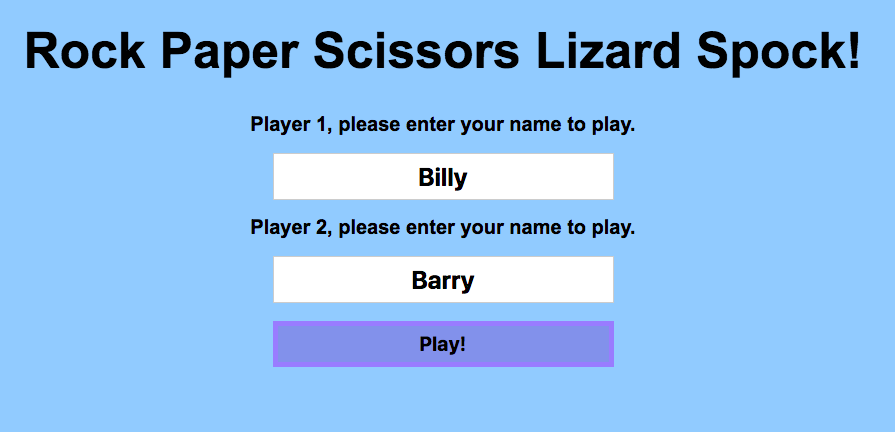 Rock Paper Scissors Lizard Spock!
Player 1, please enter your name to play.
Billy
Player 2, please enter your name to play.
Barry
Play!